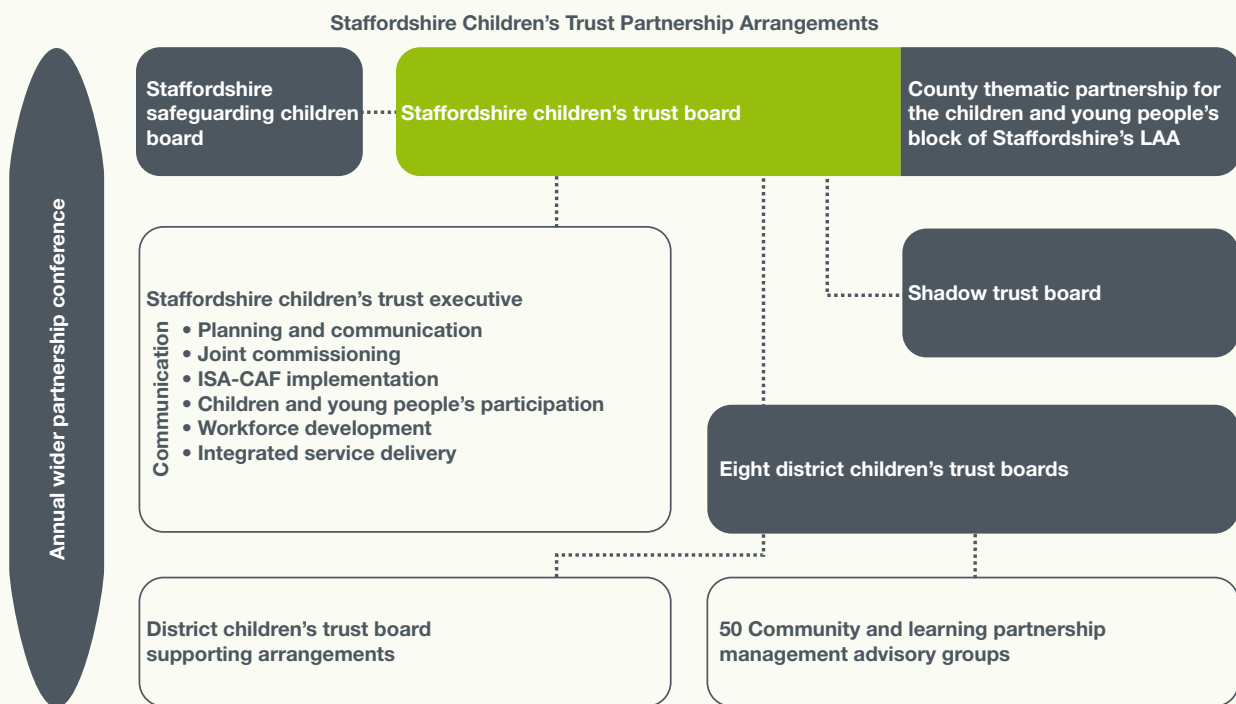 Staffordshire Children's Trust Partnership Arrangements
Annual wider partnership conference
Staffordshire
safeguarding children
board
Staffordshire children's trust board
County thematic partnership for
the children and young people's
block of Staffordshire's LAA
Staffordshire children's trust executive
Communication
• Planning and communication
• Joint commissioning
• ISA-CAF implementation
• Children and young people's participation
• Workforce development
• Integrated service delivery
Shadow trust board
Eight district children's trust boards
District children's trust board
supporting arrangements
50 Community and learning partnership
management advisory groups